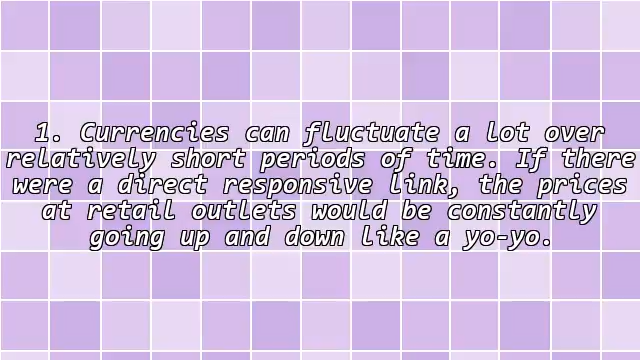 1. Currencies can fluctuate a lot over
relatively short periods of time. If there
were a direct responsive link, the prices
at retail outlets would be constantly
going up and down like a yo-yo.